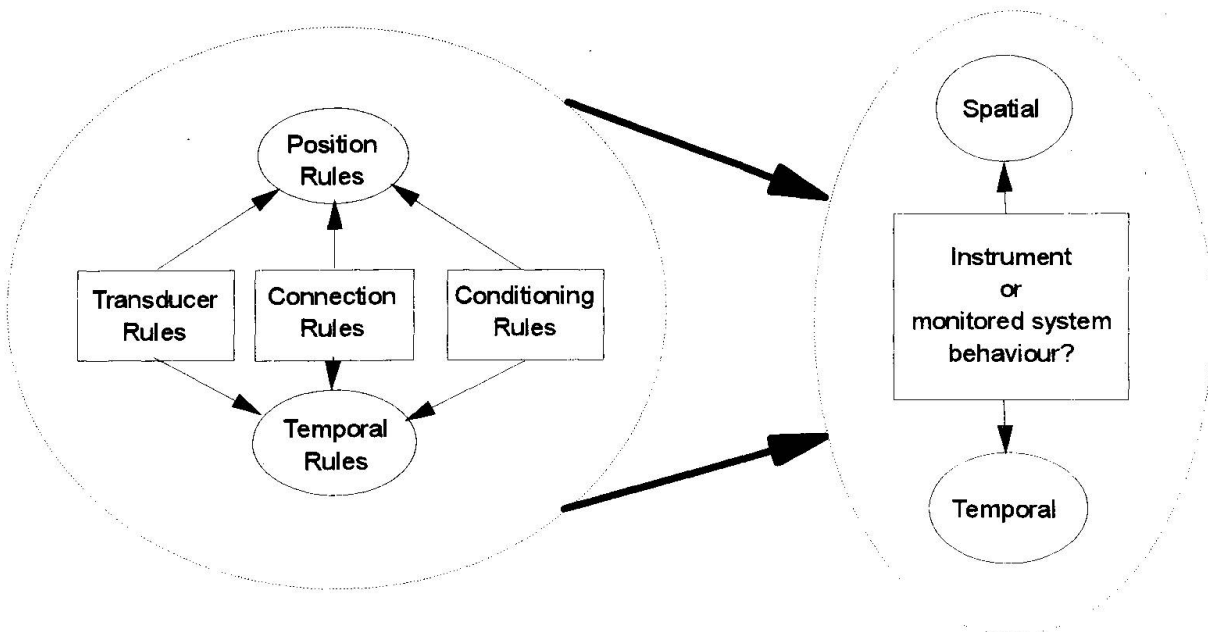 Position
Rules
Transducer
Rules
Connection
Rules
Conditioning
Rules
Temporal
Rules
Spatial
Instrument
or
monitored system
behaviour?
Temporal